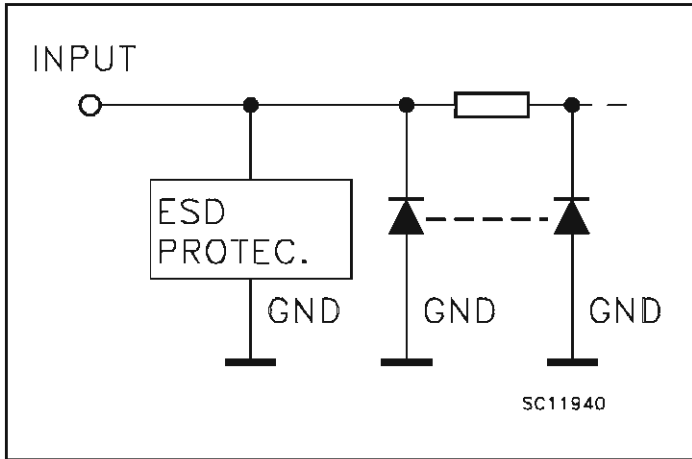 INPUT
ESD
PROTEC.
GND
GND
GND
SC11940